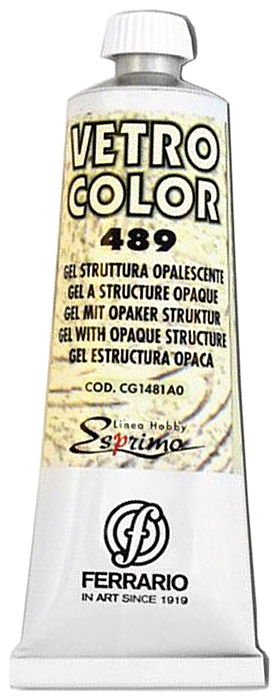 VETRO
COLOR
489
GEL STRUTTURA OPALESCENTE
GEL A STRUCTURE OPAQUE
GEL MIT OPAKER STRUKTUR
GEL WITH OPAQUE STRUCTURE
GEL ESTRUCTURA OPACA
COD. CG1481A0
Linea Hobby
Esprimo
FERRARIO
IN ART SINCE 1919